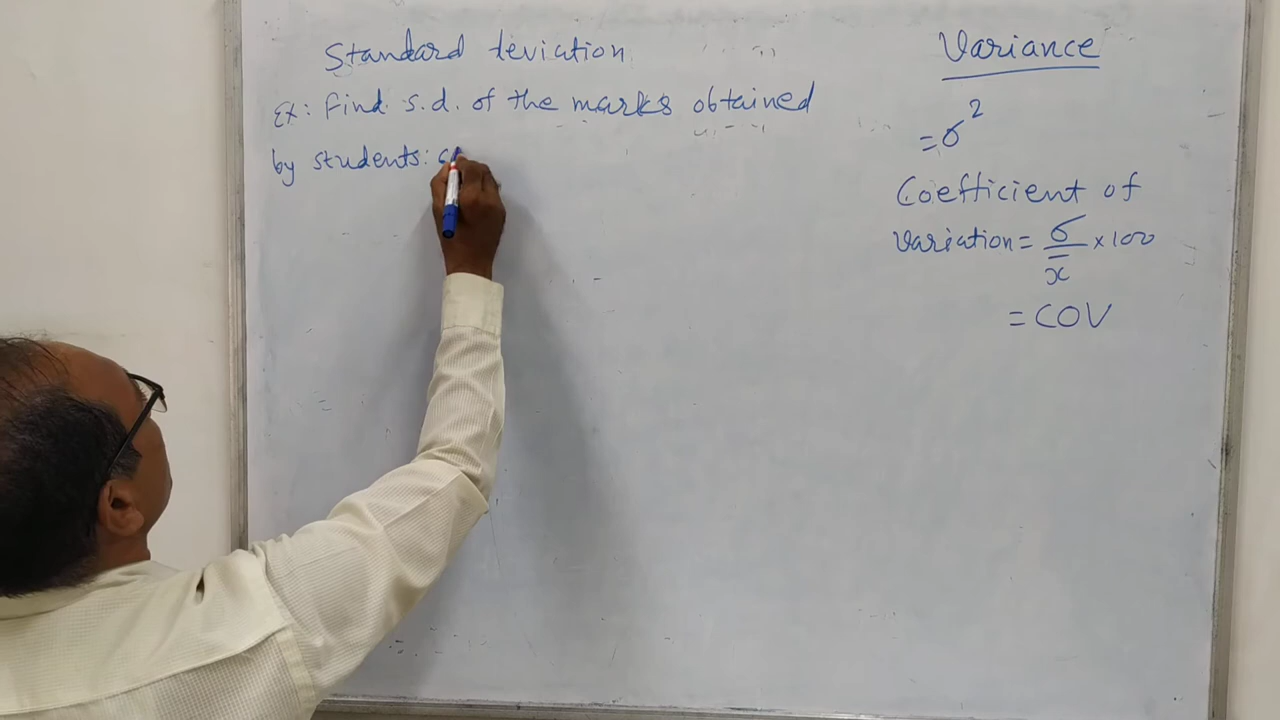 Standard deviation
Ex: Find s.d. of the marks obtained
by students:
Variance
= σ²
Coefficient of
Variation = σ/x̄ × 100
= COV